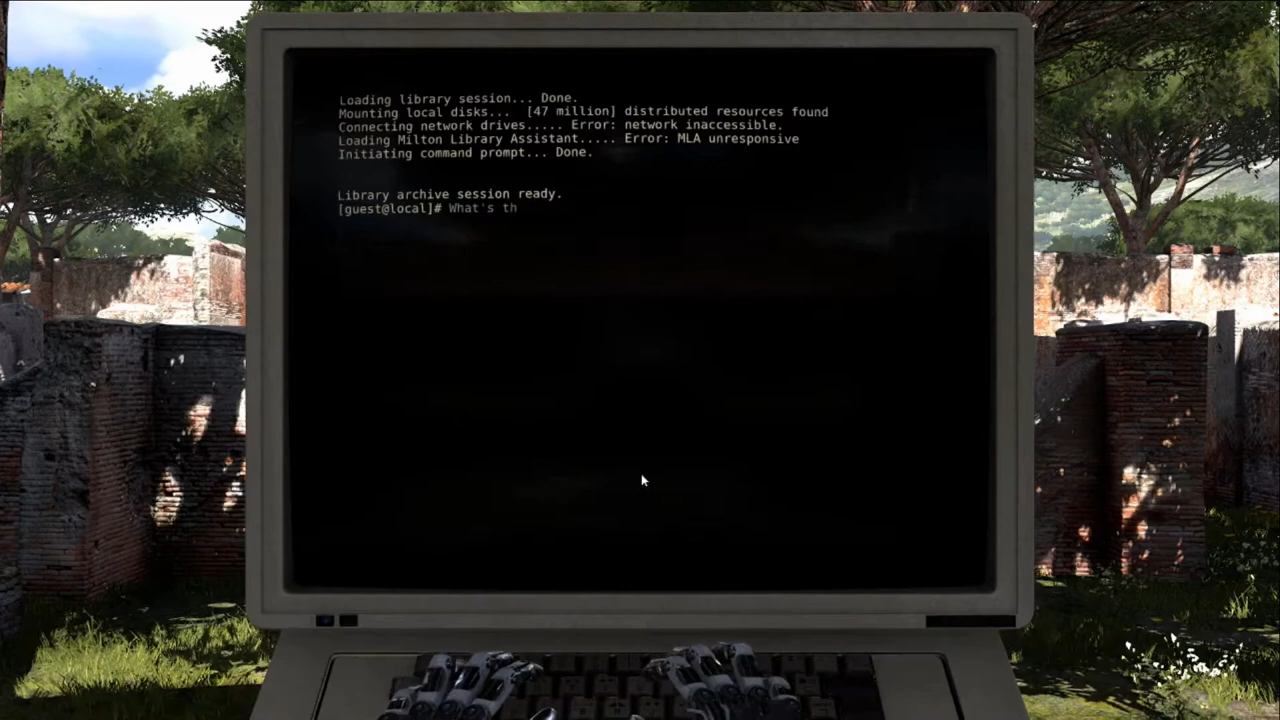 Loading library session... Done.
Mounting local disks...  [47 million] distributed resources found
Connecting network drives..... Error: network inaccessible.
Loading Milton Library Assistant..... Error: MLA unresponsive
Initiating command prompt... Done.
Library archive session ready.
[guest@local]# What's th